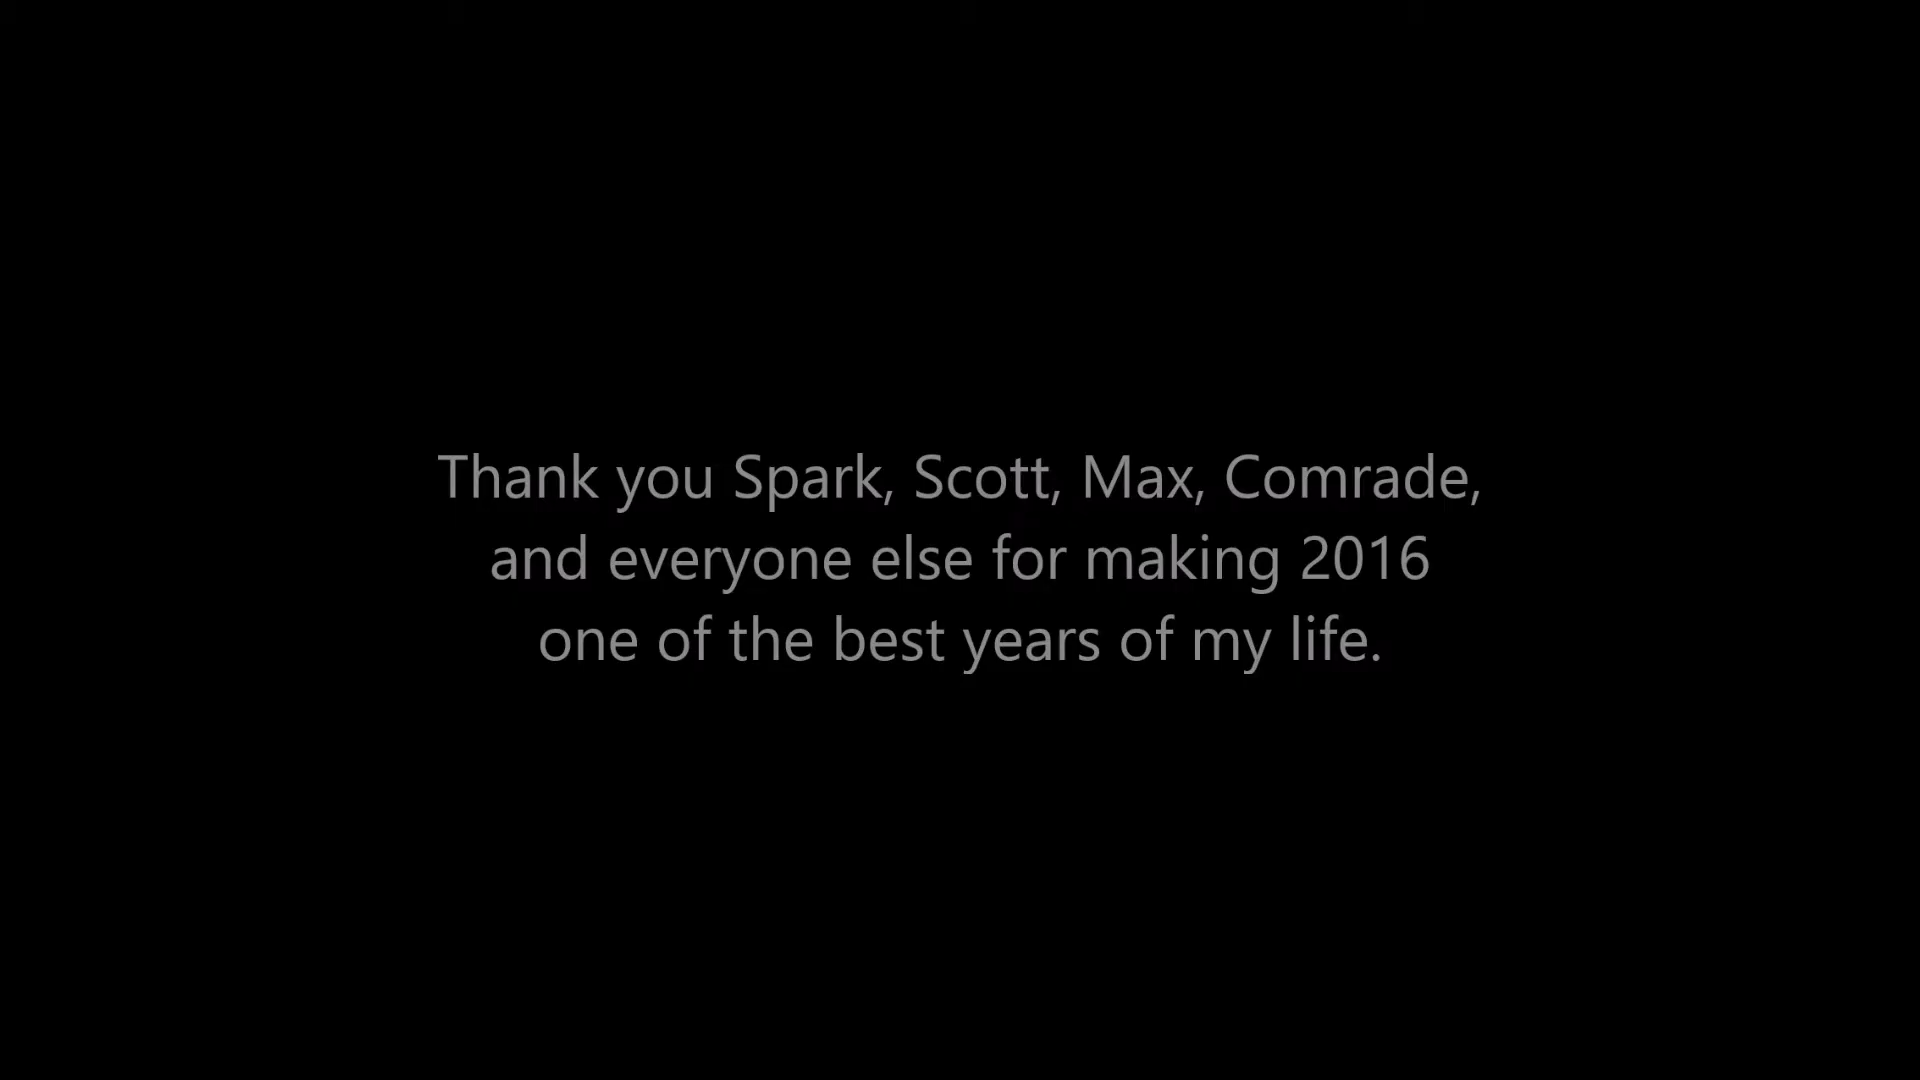 Thank you Spark, Scott, Max, Comrade,
and everyone else for making 2016
one of the best years of my life.